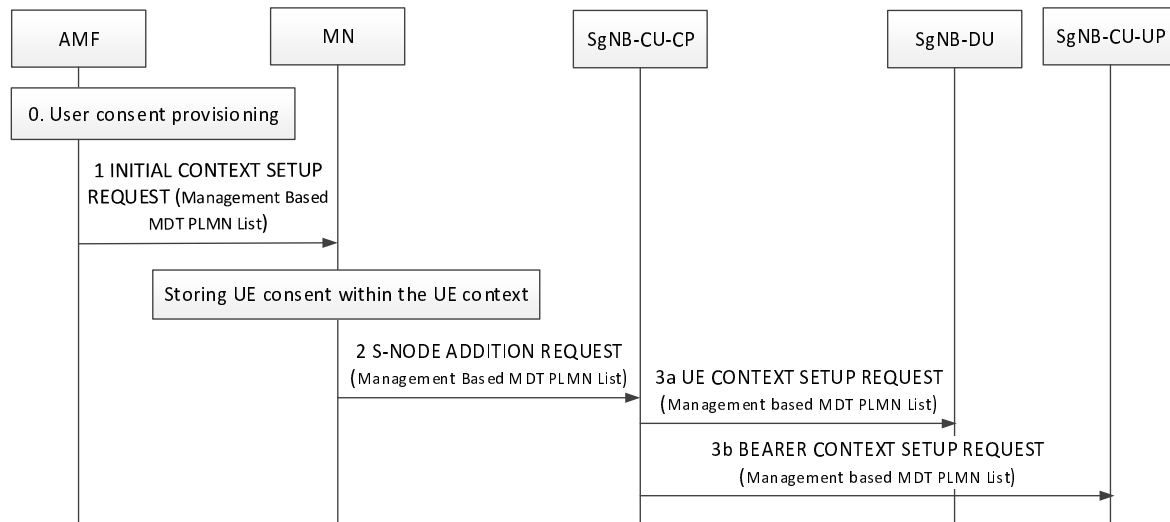 AMF
MN
SgNB-CU-CP
SgNB-DU
SgNB-CU-UP
0. User consent provisioning
1 INITIAL CONTEXT SETUP
REQUEST (Management Based
MDT PLMN List)
Storing UE consent within the UE context
2 S-NODE ADDITION REQUEST
(Management Based MDT PLMN List)
3a UE CONTEXT SETUP REQUEST
(Management based MDT PLMN List)
3b BEARER CONTEXT SETUP REQUEST
(Management based MDT PLMN List)